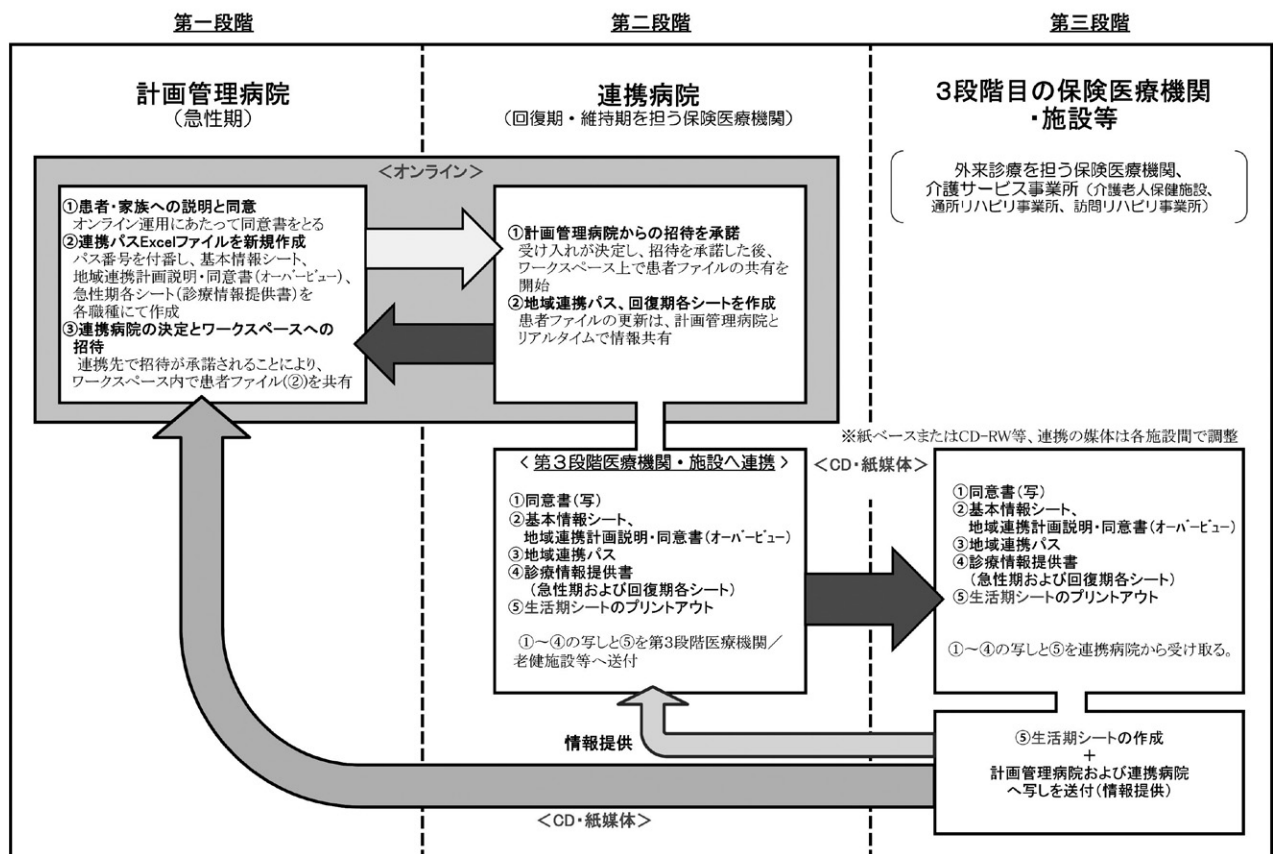 第一段階
第二段階
第三段階
計画管理病院
（急性期）
連携病院
（回復期・維持期を担う保険医療機関）
３段階目の保険医療機関
・施設等
外来診療を担う保険医療機関、
介護サービス事業所（介護老人保健施設、
通所リハビリ事業所、訪問リハビリ事業所）
＜オンライン＞
①患者・家族への説明と同意
オンライン運用にあたって同意書をとる
②連携パスExcelファイルを新規作成
パス番号を付番し、基本情報シート、
地域連携計画説明・同意書（オーバービュー）、
急性期各シート（診療情報提供書）を
各職種にて作成
③連携病院の決定とワークスペースへの
招待
連携先で招待が承諾されることにより、
ワークスペース内で患者ファイル（②）を共有
①計画管理病院からの招待を承諾
受け入れが決定し、招待を承諾した後、
ワークスペース上で患者ファイルの共有を
開始
②地域連携パス、回復期各シートを作成
患者ファイルの更新は、計画管理病院と
リアルタイムで情報共有
※紙ベースまたはCD-RW等、連携の媒体は各施設間で調整
＜第３段階医療機関・施設へ連携＞
①同意書（写）
②基本情報シート、
地域連携計画説明・同意書（オーバービュー）
③地域連携パス
④診療情報提供書
（急性期および回復期各シート）
⑤生活期シートのプリントアウト
①～④の写しと⑤を第3段階医療機関／
老健施設等へ送付
＜CD・紙媒体＞
①同意書（写）
②基本情報シート、
地域連携計画説明・同意書（オーバービュー）
③地域連携パス
④診療情報提供書
（急性期および回復期各シート）
⑤生活期シートのプリントアウト
①～④の写しと⑤を連携病院から受け取る。
情報提供
⑤生活期シートの作成
＋
計画管理病院および連携病院
へ写しを送付（情報提供）
＜CD・紙媒体＞